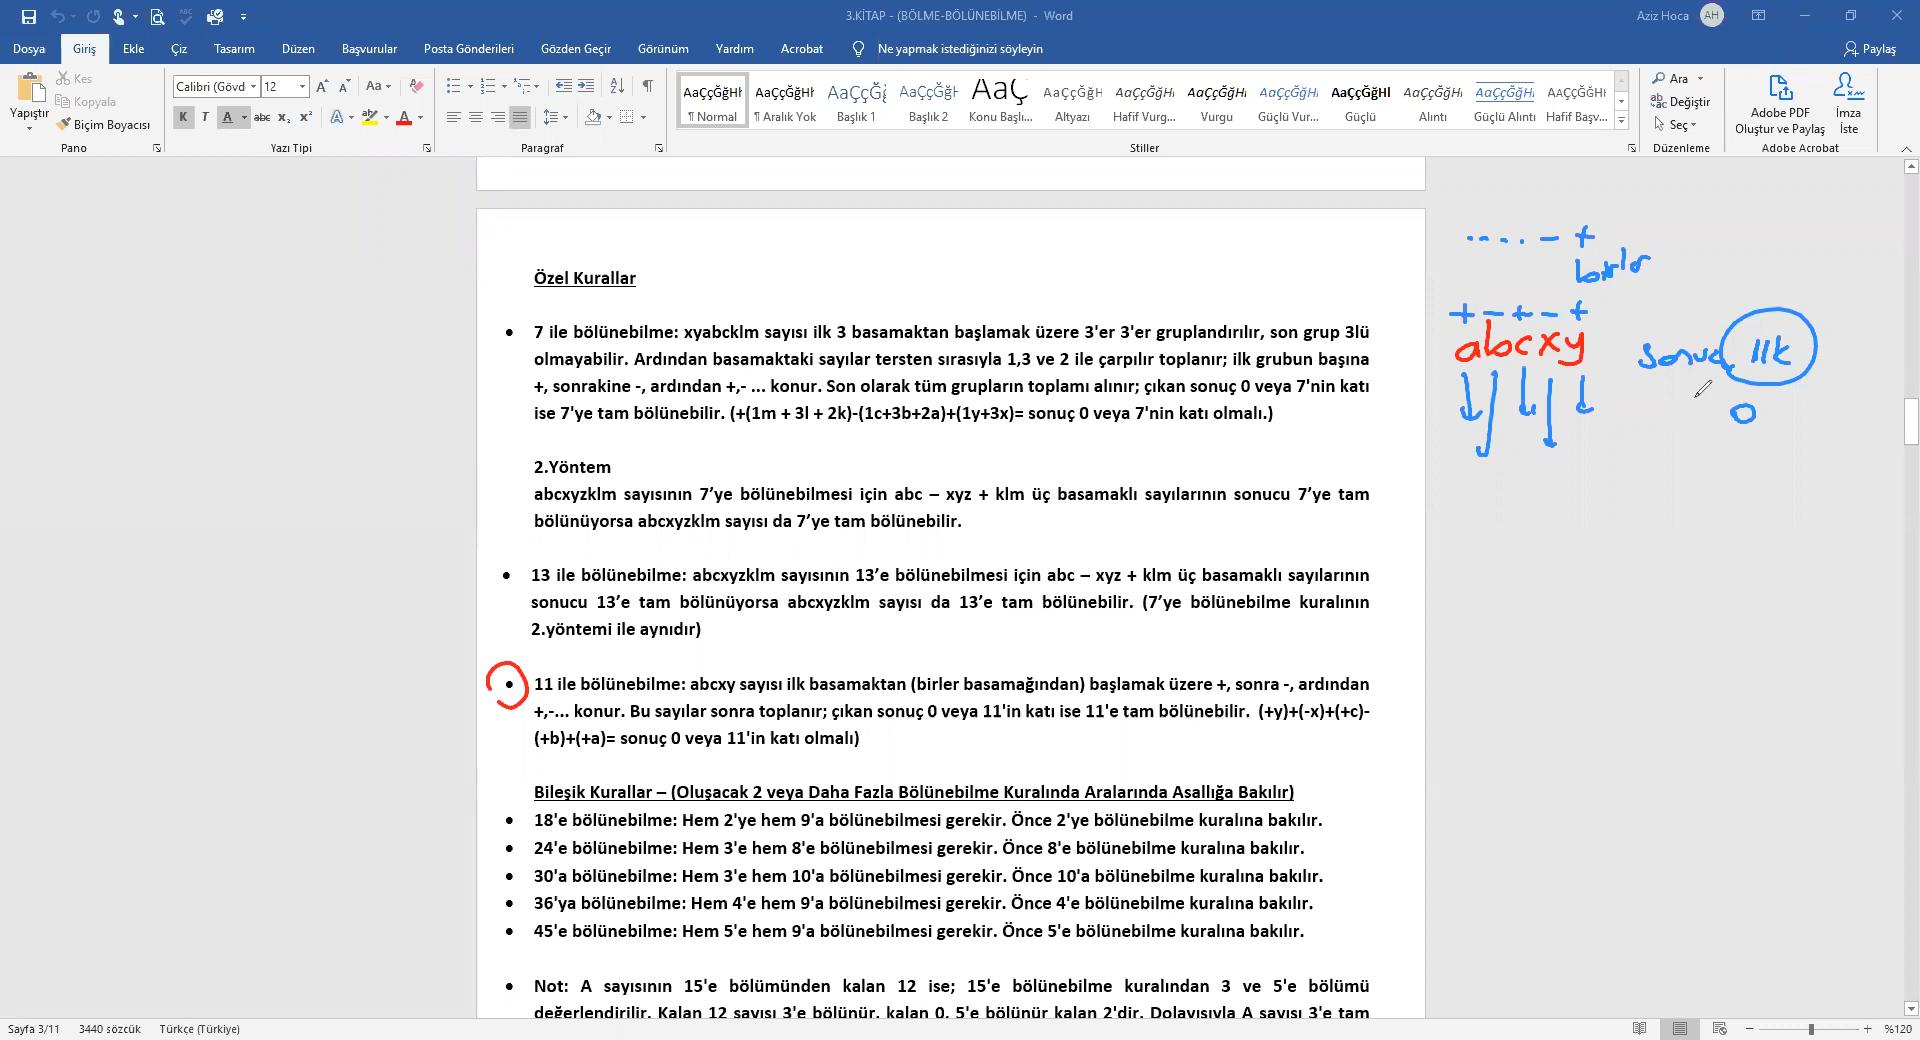 3.KİTAP - (BÖLME-BÖLÜNEBİLME) - Word
Aziz Hoca AH
Dosya Giriş Ekle Çiz Tasarım Düzen Başvurular Posta Gönderileri Gözden Geçir Görünüm Yardım Acrobat Ne yapmak istediğinizi söyleyin Paylaş
Yapıştır
Kes
Kopyala
Biçim Boyacısı
Pano
Calibri (Gövd 12
K T A abc x₂ x²
Yazı Tipi
Paragraf
AaÇçĞğHl AaÇçĞğHl AaÇçĞğ AaÇçĞğH AaÇ AaÇçĞğHl AaÇçĞğHl AaÇçĞğHl AaÇçĞğHl AaÇçĞğHl AaÇçĞğHl AaÇçĞğHl AaÇçĞğHl
¶ Normal ¶ Aralık Yok Başlık 1 Başlık 2 Konu Başlı... Altyazı Hafif Vurg... Vurgu Güçlü Vur... Güçlü Alıntı Güçlü Alıntı Hafif Başv...
Stiller
Ara
Değiştir
Seç
Düzenleme
Adobe PDF
Oluştur ve Paylaş
İmza
İste
Adobe Acrobat
Özel Kurallar
• 7 ile bölünebilme: xyabcklm sayısı ilk 3 basamaktan başlamak üzere 3'er 3'er gruplandırılır, son grup 3lü
olmayabilir. Ardından basamaktaki sayılar tersten sırasıyla 1,3 ve 2 ile çarpılır toplanır; ilk grubun başına
+, sonrakine -, ardından +,- ... konur. Son olarak tüm grupların toplamı alınır; çıkan sonuç 0 veya 7'nin katı
ise 7'ye tam bölünebilir. (+(1m + 3l + 2k)-(1c+3b+2a)+(1y+3x)= sonuç 0 veya 7'nin katı olmalı.)
2.Yöntem
abcxyzklm sayısının 7’ye bölünebilmesi için abc – xyz + klm üç basamaklı sayılarının sonucu 7’ye tam
bölünüyorsa abcxyzklm sayısı da 7’ye tam bölünebilir.
• 13 ile bölünebilme: abcxyzklm sayısının 13’e bölünebilmesi için abc – xyz + klm üç basamaklı sayılarının
sonucu 13’e tam bölünüyorsa abcxyzklm sayısı da 13’e tam bölünebilir. (7’ye bölünebilme kuralının
2.yöntemi ile aynıdır)
• 11 ile bölünebilme: abcxy sayısı ilk basamaktan (birler basamağından) başlamak üzere +, sonra -, ardından
+,-... konur. Bu sayılar sonra toplanır; çıkan sonuç 0 veya 11'in katı ise 11'e tam bölünebilir. (+y)+(-x)+(+c)-
(+b)+(+a)= sonuç 0 veya 11'in katı olmalı)
Bileşik Kurallar – (Oluşacak 2 veya Daha Fazla Bölünebilme Kuralında Aralarında Asallığa Bakılır)
• 18'e bölünebilme: Hem 2'ye hem 9'a bölünebilmesi gerekir. Önce 2'ye bölünebilme kuralına bakılır.
• 24'e bölünebilme: Hem 3'e hem 8'e bölünebilmesi gerekir. Önce 8'e bölünebilme kuralına bakılır.
• 30'a bölünebilme: Hem 3'e hem 10'a bölünebilmesi gerekir. Önce 10'a bölünebilme kuralına bakılır.
• 36'ya bölünebilme: Hem 4'e hem 9'a bölünebilmesi gerekir. Önce 4'e bölünebilme kuralına bakılır.
• 45'e bölünebilme: Hem 5'e hem 9'a bölünebilmesi gerekir. Önce 5'e bölünebilme kuralına bakılır.
• Not: A sayısının 15'e bölümünden kalan 12 ise; 15'e bölünebilme kuralından 3 ve 5'e bölümü
değerlendirilir. Kalan 12 sayısı 3'e bölünür, kalan 0, 5'e bölünür kalan 2'dir. Dolayısıyla A sayısı 3'e tam
- - - . - +
birler
+ - + - +
abcxy
sonuç 11k
0
Sayfa 3/11 3440 sözcük Türkçe (Türkiye)
%120